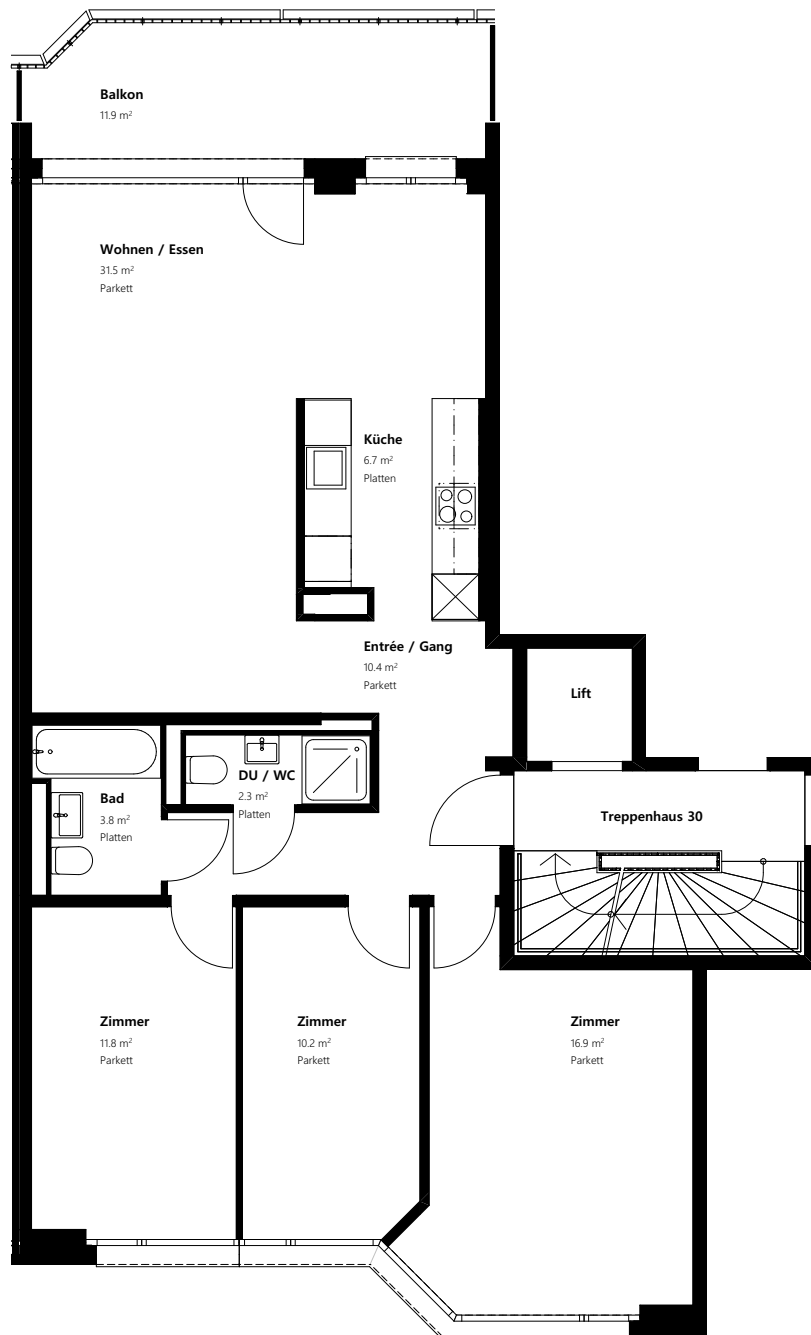 Balkon
11.9 m²
Wohnen / Essen
31.5 m²
Parkett
Küche
6.7 m²
Platten
Entrée / Gang
10.4 m²
Parkett
Lift
DU / WC
2.3 m²
Platten
Bad
3.8 m²
Platten
Treppenhaus 30
Zimmer
11.8 m²
Parkett
Zimmer
10.2 m²
Parkett
Zimmer
16.9 m²
Parkett